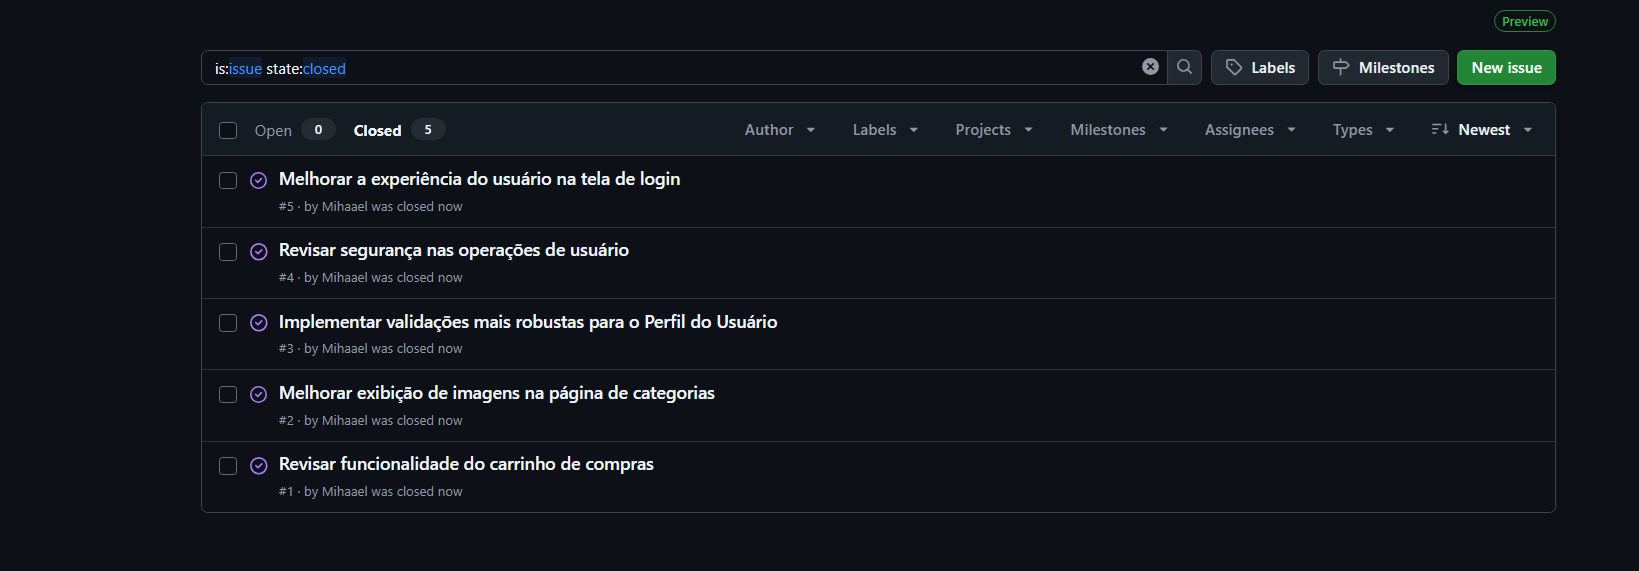 Preview
is:issue state:closed
Labels
Milestones
New issue
Open 0 Closed 5 Author Labels Projects Milestones Assignees Types Newest
Melhorar a experiência do usuário na tela de login
#5 · by Mihaael was closed now
Revisar segurança nas operações de usuário
#4 · by Mihaael was closed now
Implementar validações mais robustas para o Perfil do Usuário
#3 · by Mihaael was closed now
Melhorar exibição de imagens na página de categorias
#2 · by Mihaael was closed now
Revisar funcionalidade do carrinho de compras
#1 · by Mihaael was closed now